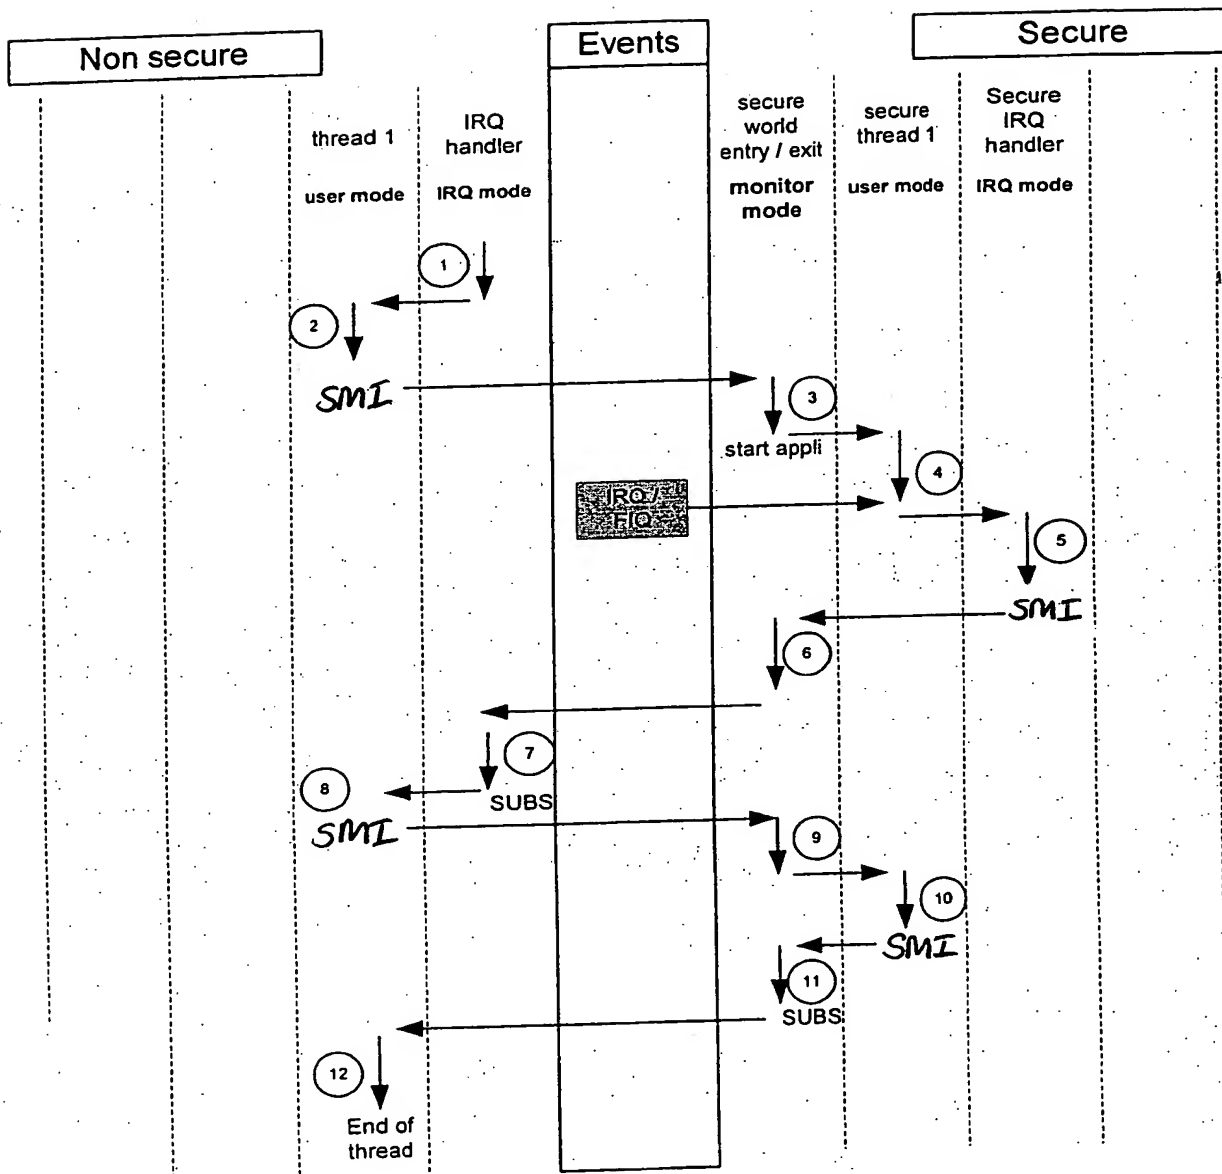 Non secure
Events
Secure
thread 1
user mode
IRQ
handler
IRQ mode
secure
world
entry / exit
monitor
mode
secure
thread 1
user mode
Secure
IRQ
handler
IRQ mode
1
2
SMI
3
start appli
4
IRQ /
FIQ
5
SMI
6
7
SUBS
8
SMI
9
10
SMI
11
SUBS
12
End of
thread